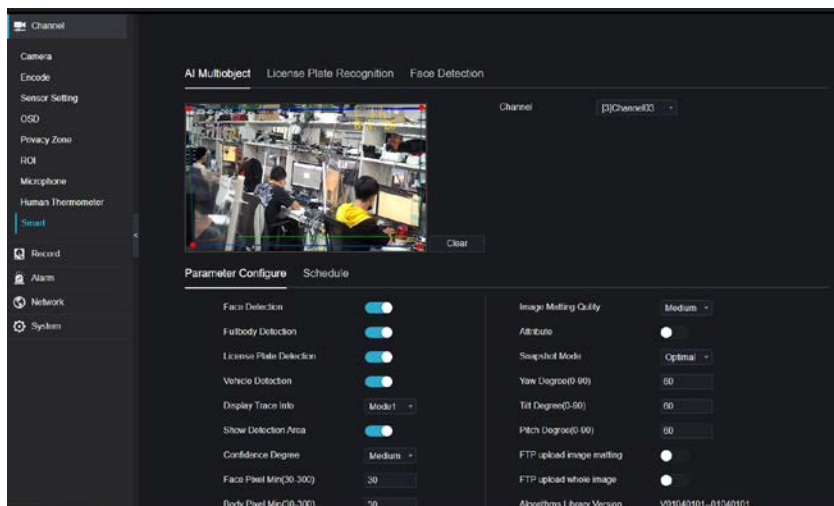 Channel
Camera
Encode
Sensor Setting
OSD
Privacy Zone
ROI
Microphone
Human Thermometer
Smart
Record
Alarm
Network
System
AI Multiobject License Plate Recognition Face Detection
Channel [3]Channel03
Clear
Parameter Configure Schedule
Face Detection
Fullbody Detection
License Plate Detection
Vehicle Detection
Display Trace Info Mode1
Show Detection Area
Confidence Degree Medium
Face Pixel Min(30-300) 30
Body Pixel Min(30-300) 30
Image Matting Qulity Medium
Attribute
Snapshot Mode Optimal
Yaw Degree(0-90) 60
Tilt Degree(0-90) 60
Pitch Degree(0-90) 60
FTP upload image matting
FTP upload whole image
Algorithms Library Version V01040101--01040101